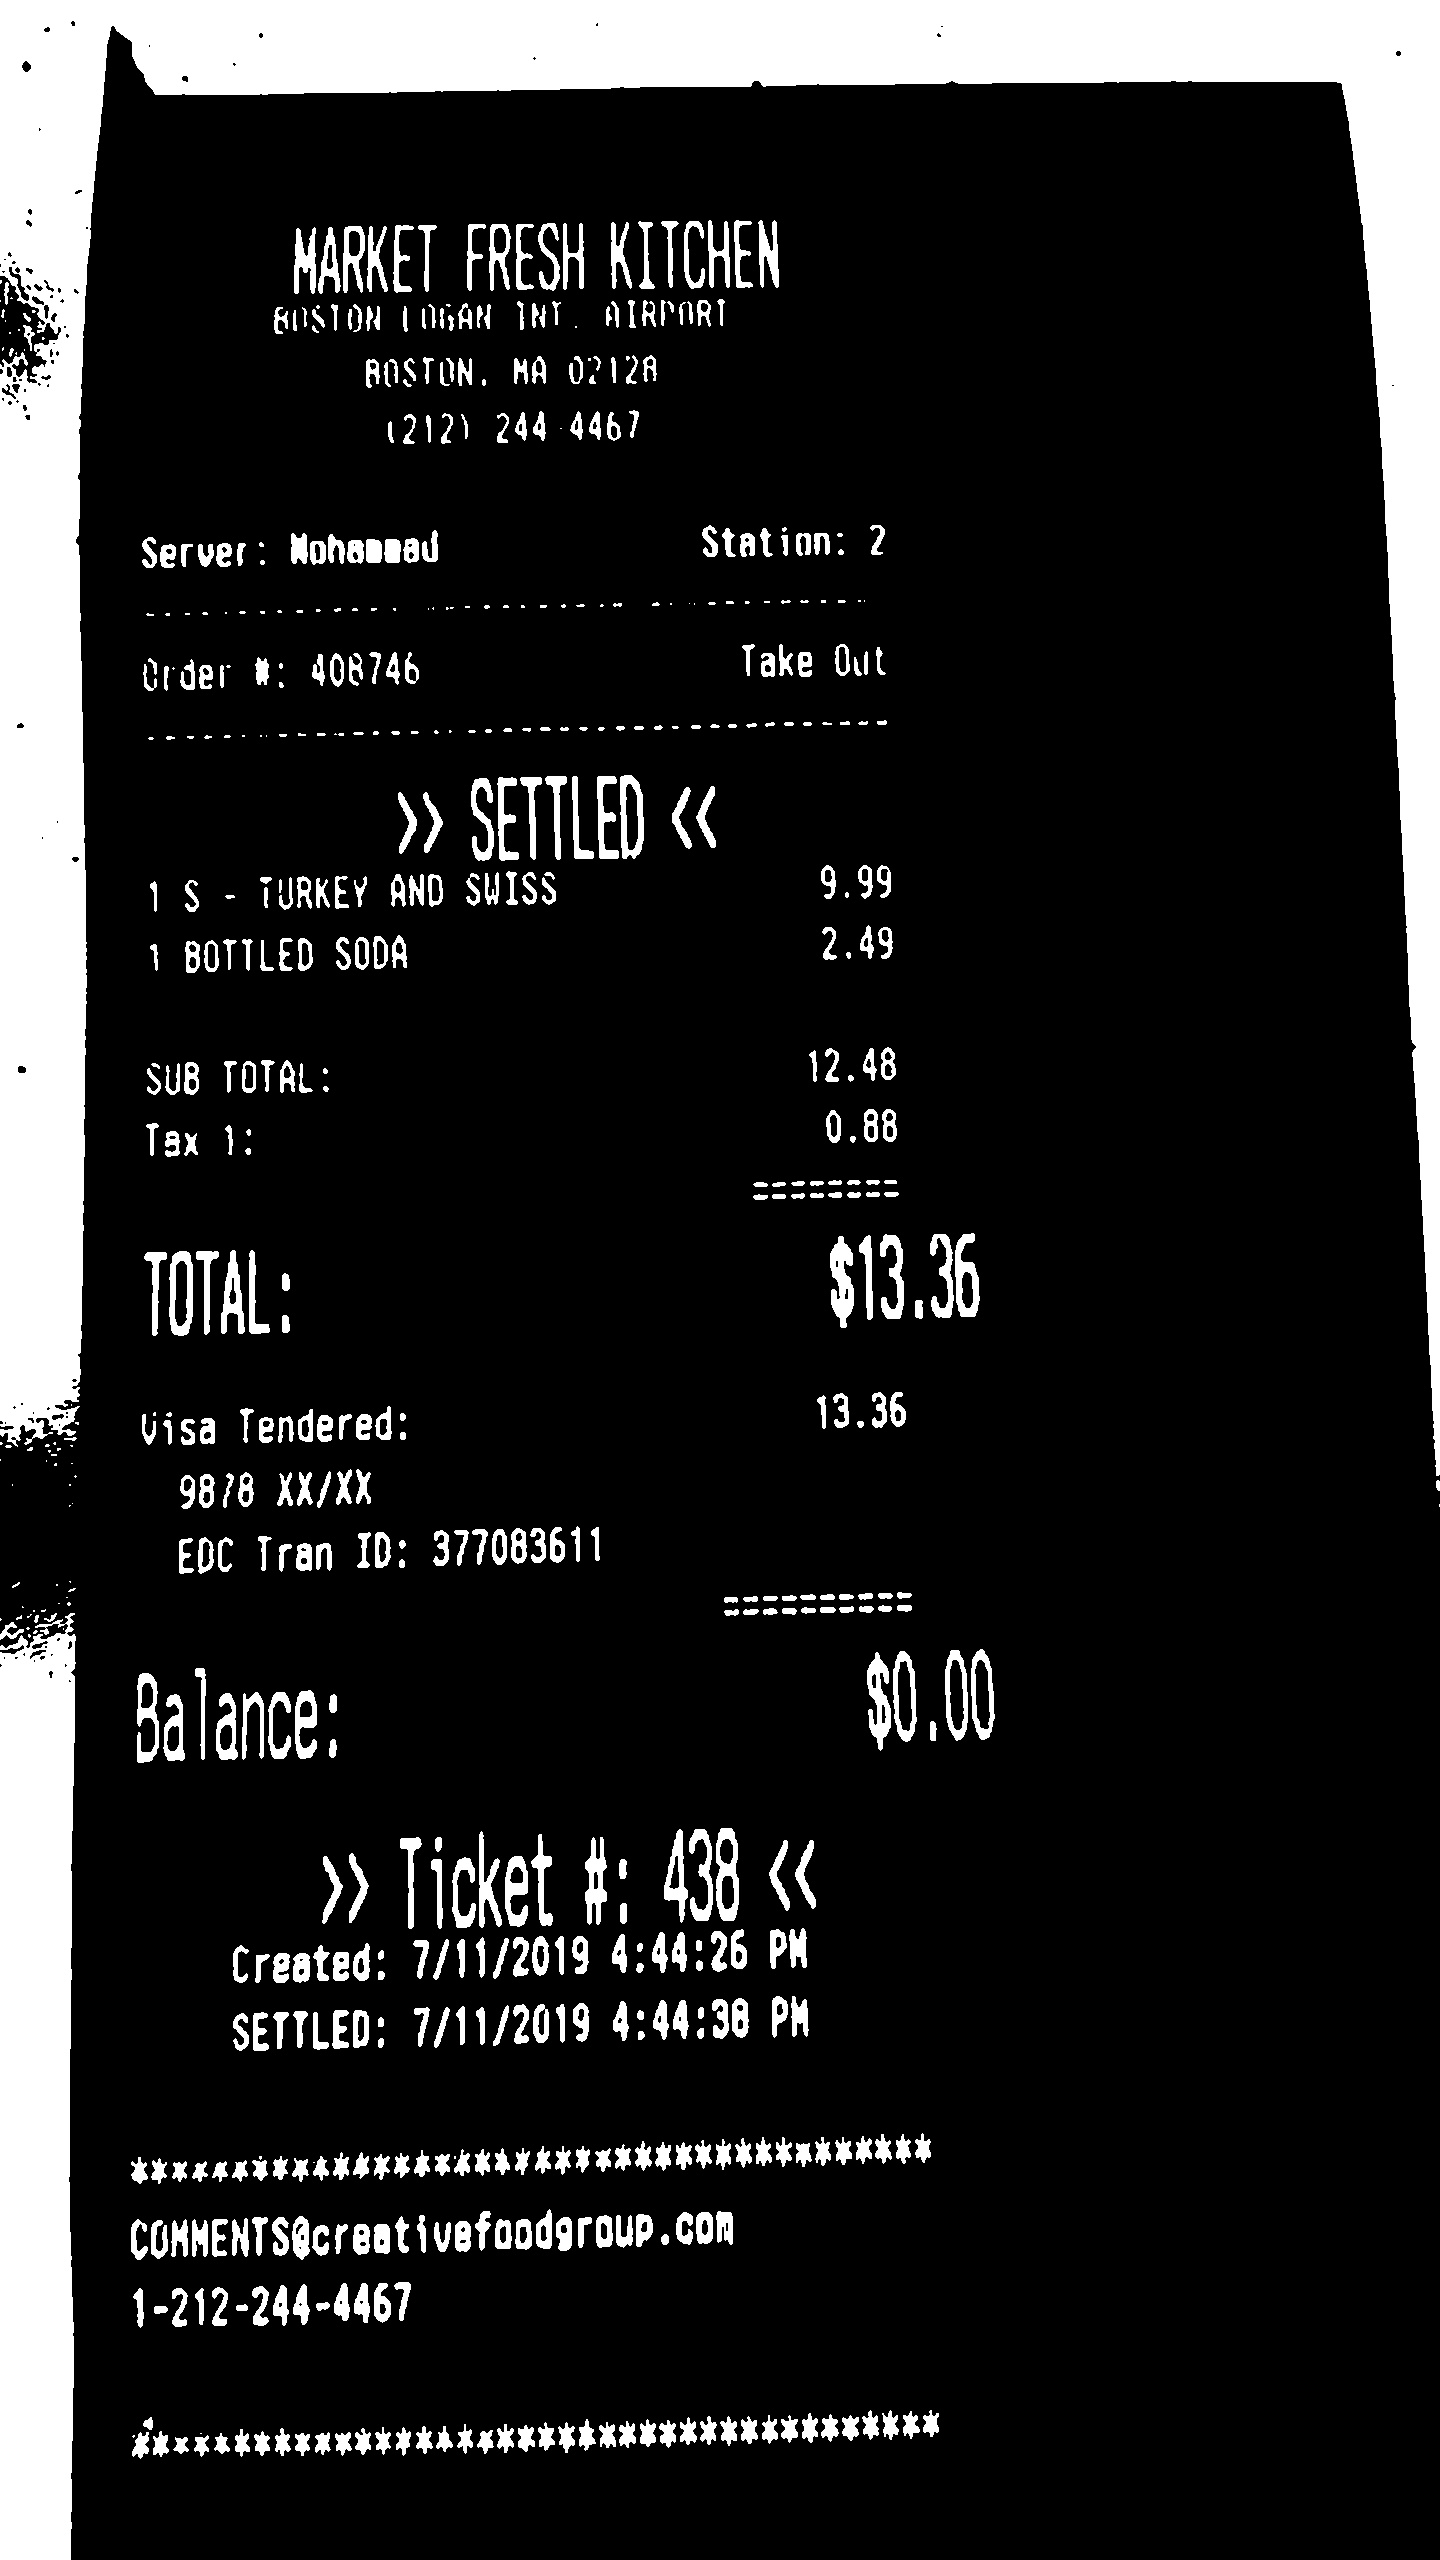 MARKET FRESH KITCHEN
BOSTON LOGAN INT. AIRPORT
BOSTON, MA 02128
(212) 244-4467
Server: Mohammad Station: 2
----------------------------------------
Order #: 408746 Take Out
----------------------------------------
>> SETTLED <<
1 S - TURKEY AND SWISS 9.99
1 BOTTLED SODA 2.49
SUB TOTAL: 12.48
Tax 1: 0.88
========
TOTAL: $13.36
Visa Tendered: 13.36
9878 XX/XX
EDC Tran ID: 377083611
==========
Balance: $0.00
>> Ticket #: 438 <<
Created: 7/11/2019 4:44:26 PM
SETTLED: 7/11/2019 4:44:38 PM
****************************************
COMMENTS@creativefoodgroup.com
1-212-244-4467
****************************************